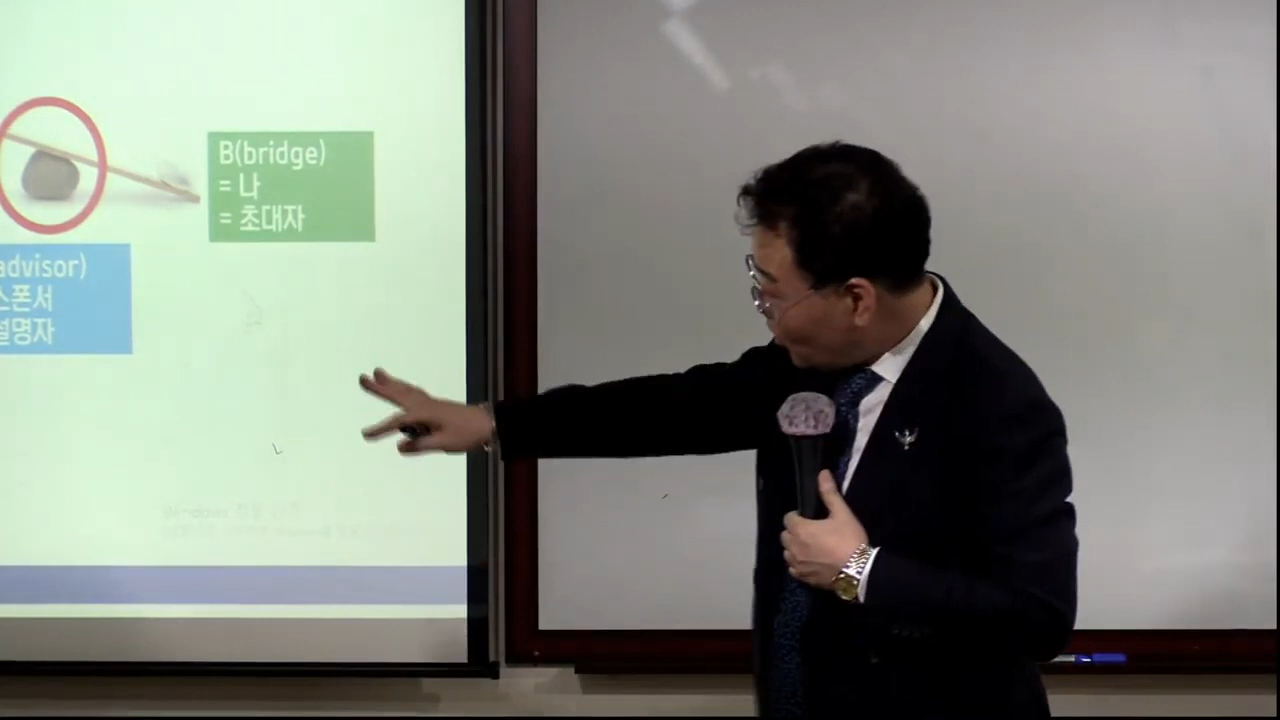 B(bridge)
= 나
= 초대자
advisor)
스폰서
설명자